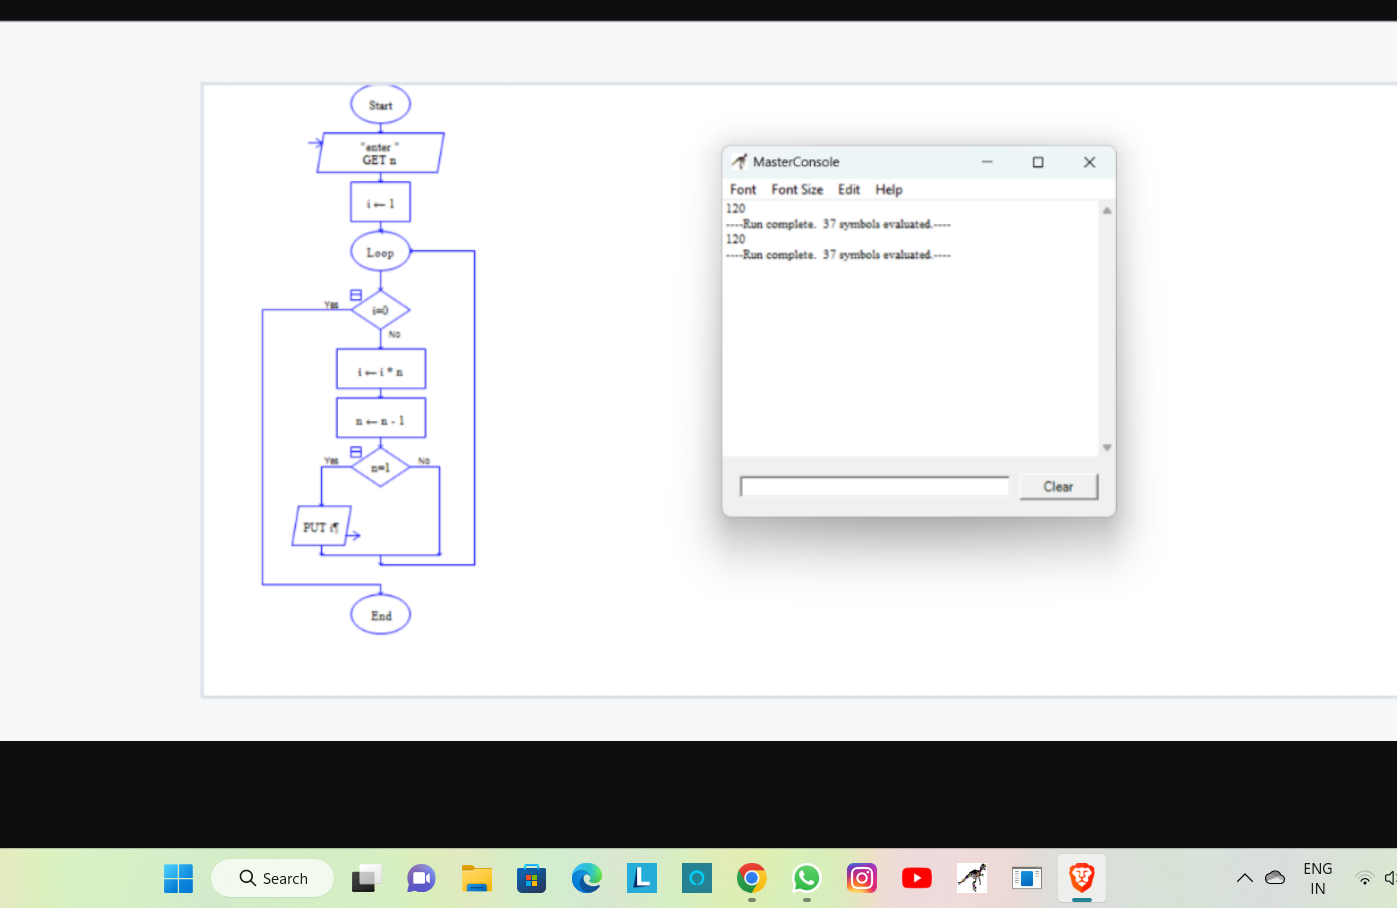 Start
"enter "
GET n
i ← 1
Loop
Yes
i=0
No
i ← i * n
n ← n - 1
Yes
n=1
No
PUT i¶
End
MasterConsole
Font Font Size Edit Help
120
----Run complete. 37 symbols evaluated.----
120
----Run complete. 37 symbols evaluated.----
Clear
Search
L
ENG
IN